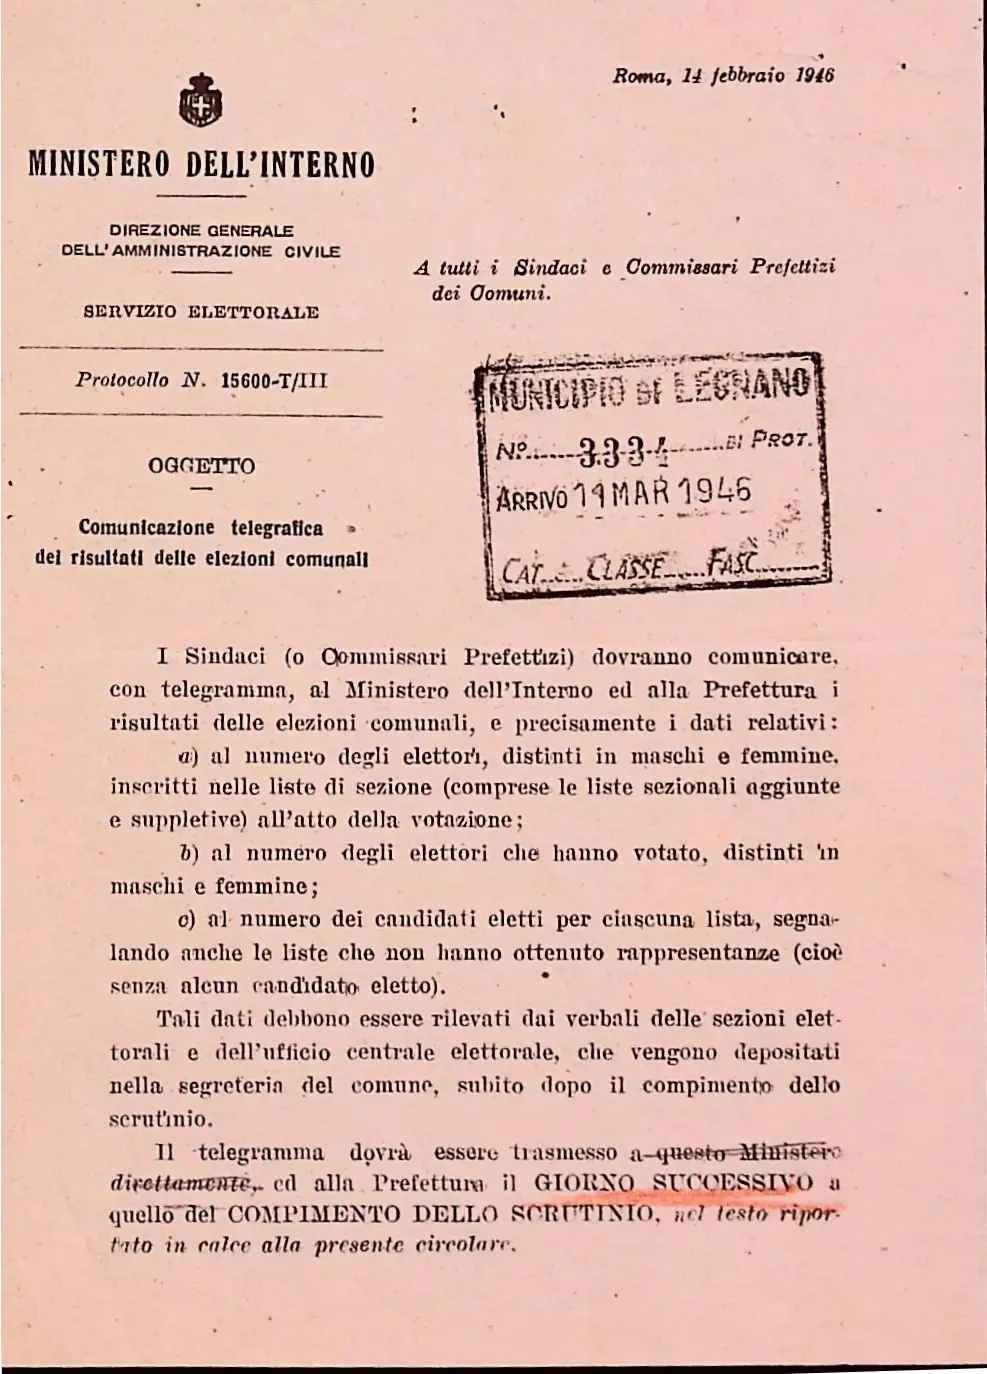 Roma, 14 febbraio 1946
MINISTERO DELL'INTERNO
DIREZIONE GENERALE
DELL'AMMINISTRAZIONE CIVILE
SERVIZIO ELETTORALE
Protocollo N. 15600-T/III
OGGETTO
Comunicazione telegrafica
dei risultati delle elezioni comunali
A tutti i Sindaci e Commissari Prefettizi
dei Comuni.
MUNICIPIO DI LEGNANO
N.º 3334 DI PROT.
ARRIVO 11 MAR 1946
CAT. CLASSE FASC.
I Sindaci (o Commissari Prefettizi) dovranno comunicare,
con telegramma, al Ministero dell'Interno ed alla Prefettura i
risultati delle elezioni comunali, e precisamente i dati relativi:
a) al numero degli elettori, distinti in maschi e femmine,
inscritti nelle liste di sezione (comprese le liste sezionali aggiunte
e suppletive) all'atto della votazione;
b) al numero degli elettori che hanno votato, distinti in
maschi e femmine;
c) al numero dei candidati eletti per ciascuna lista, segna-
lando anche le liste che non hanno ottenuto rappresentanze (cioè
senza alcun candidato eletto).
Tali dati debbono essere rilevati dai verbali delle sezioni elet-
torali e dell'ufficio centrale elettorale, che vengono depositati
nella segreteria del comune, subito dopo il compimento dello
scrutinio.
Il telegramma dovrà essere trasmesso a questo Ministero
direttamente, ed alla Prefettura il GIORNO SUCCESSIVO a
quello del COMPIMENTO DELLO SCRUTINIO, nel testo ripor-
tato in calce alla presente circolare.